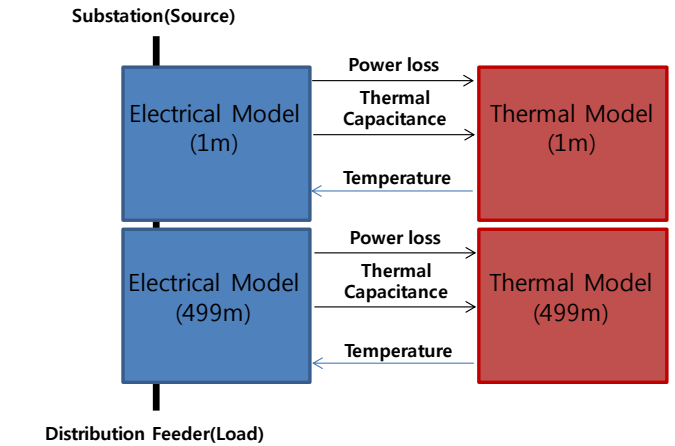 Substation(Source)
Electrical Model
(1m)
Power loss
Thermal
Capacitance
Temperature
Thermal Model
(1m)
Electrical Model
(499m)
Power loss
Thermal
Capacitance
Temperature
Thermal Model
(499m)
Distribution Feeder(Load)